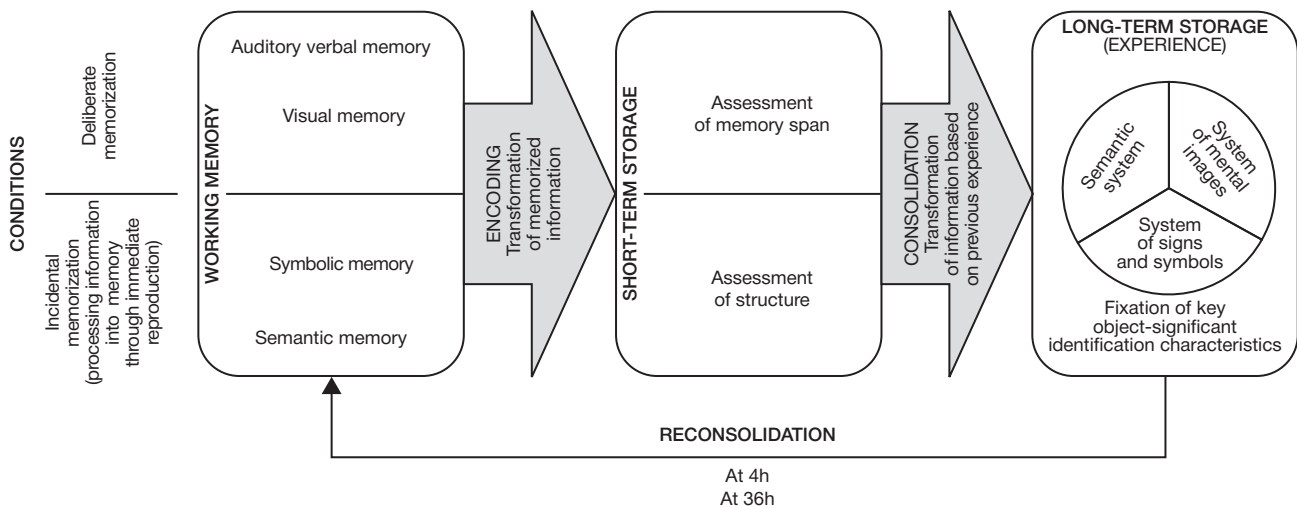 CONDITIONS
Deliberate
memorization
Incidental
memorization
(processing information
into memory
through immediate
reproduction)
WORKING MEMORY
Auditory verbal memory
Visual memory
Symbolic memory
Semantic memory
ENCODING
Transformation
of memorized
information
SHORT-TERM STORAGE
Assessment
of memory span
Assessment
of structure
CONSOLIDATION
Transformation
of information based
on previous experience
LONG-TERM STORAGE
(EXPERIENCE)
Semantic
system
System
of mental
images
System
of signs
and symbols
Fixation of key
object-significant
identification characteristics
RECONSOLIDATION
At 4h
At 36h